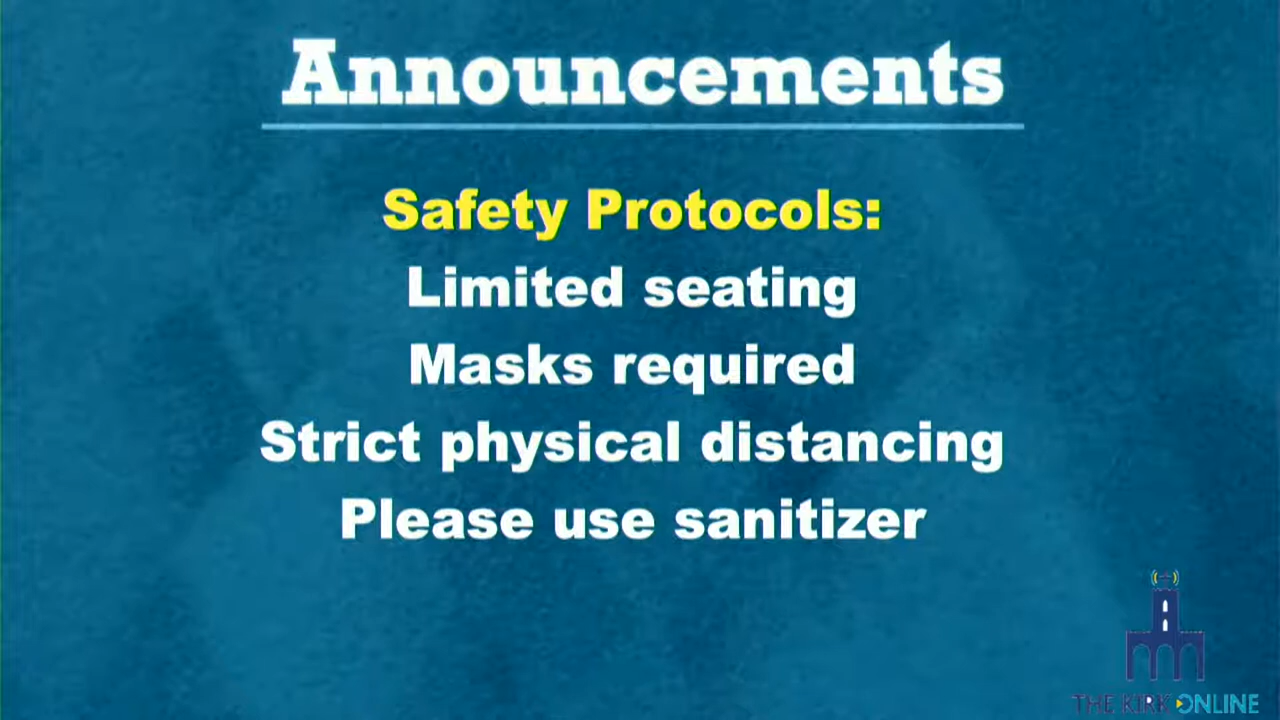 Announcements
Safety Protocols:
Limited seating
Masks required
Strict physical distancing
Please use sanitizer
THE KIRK ONLINE